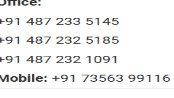 Office:
+91 487 233 5145
+91 487 232 5185
+91 487 232 1091
Mobile: +91 73563 99116